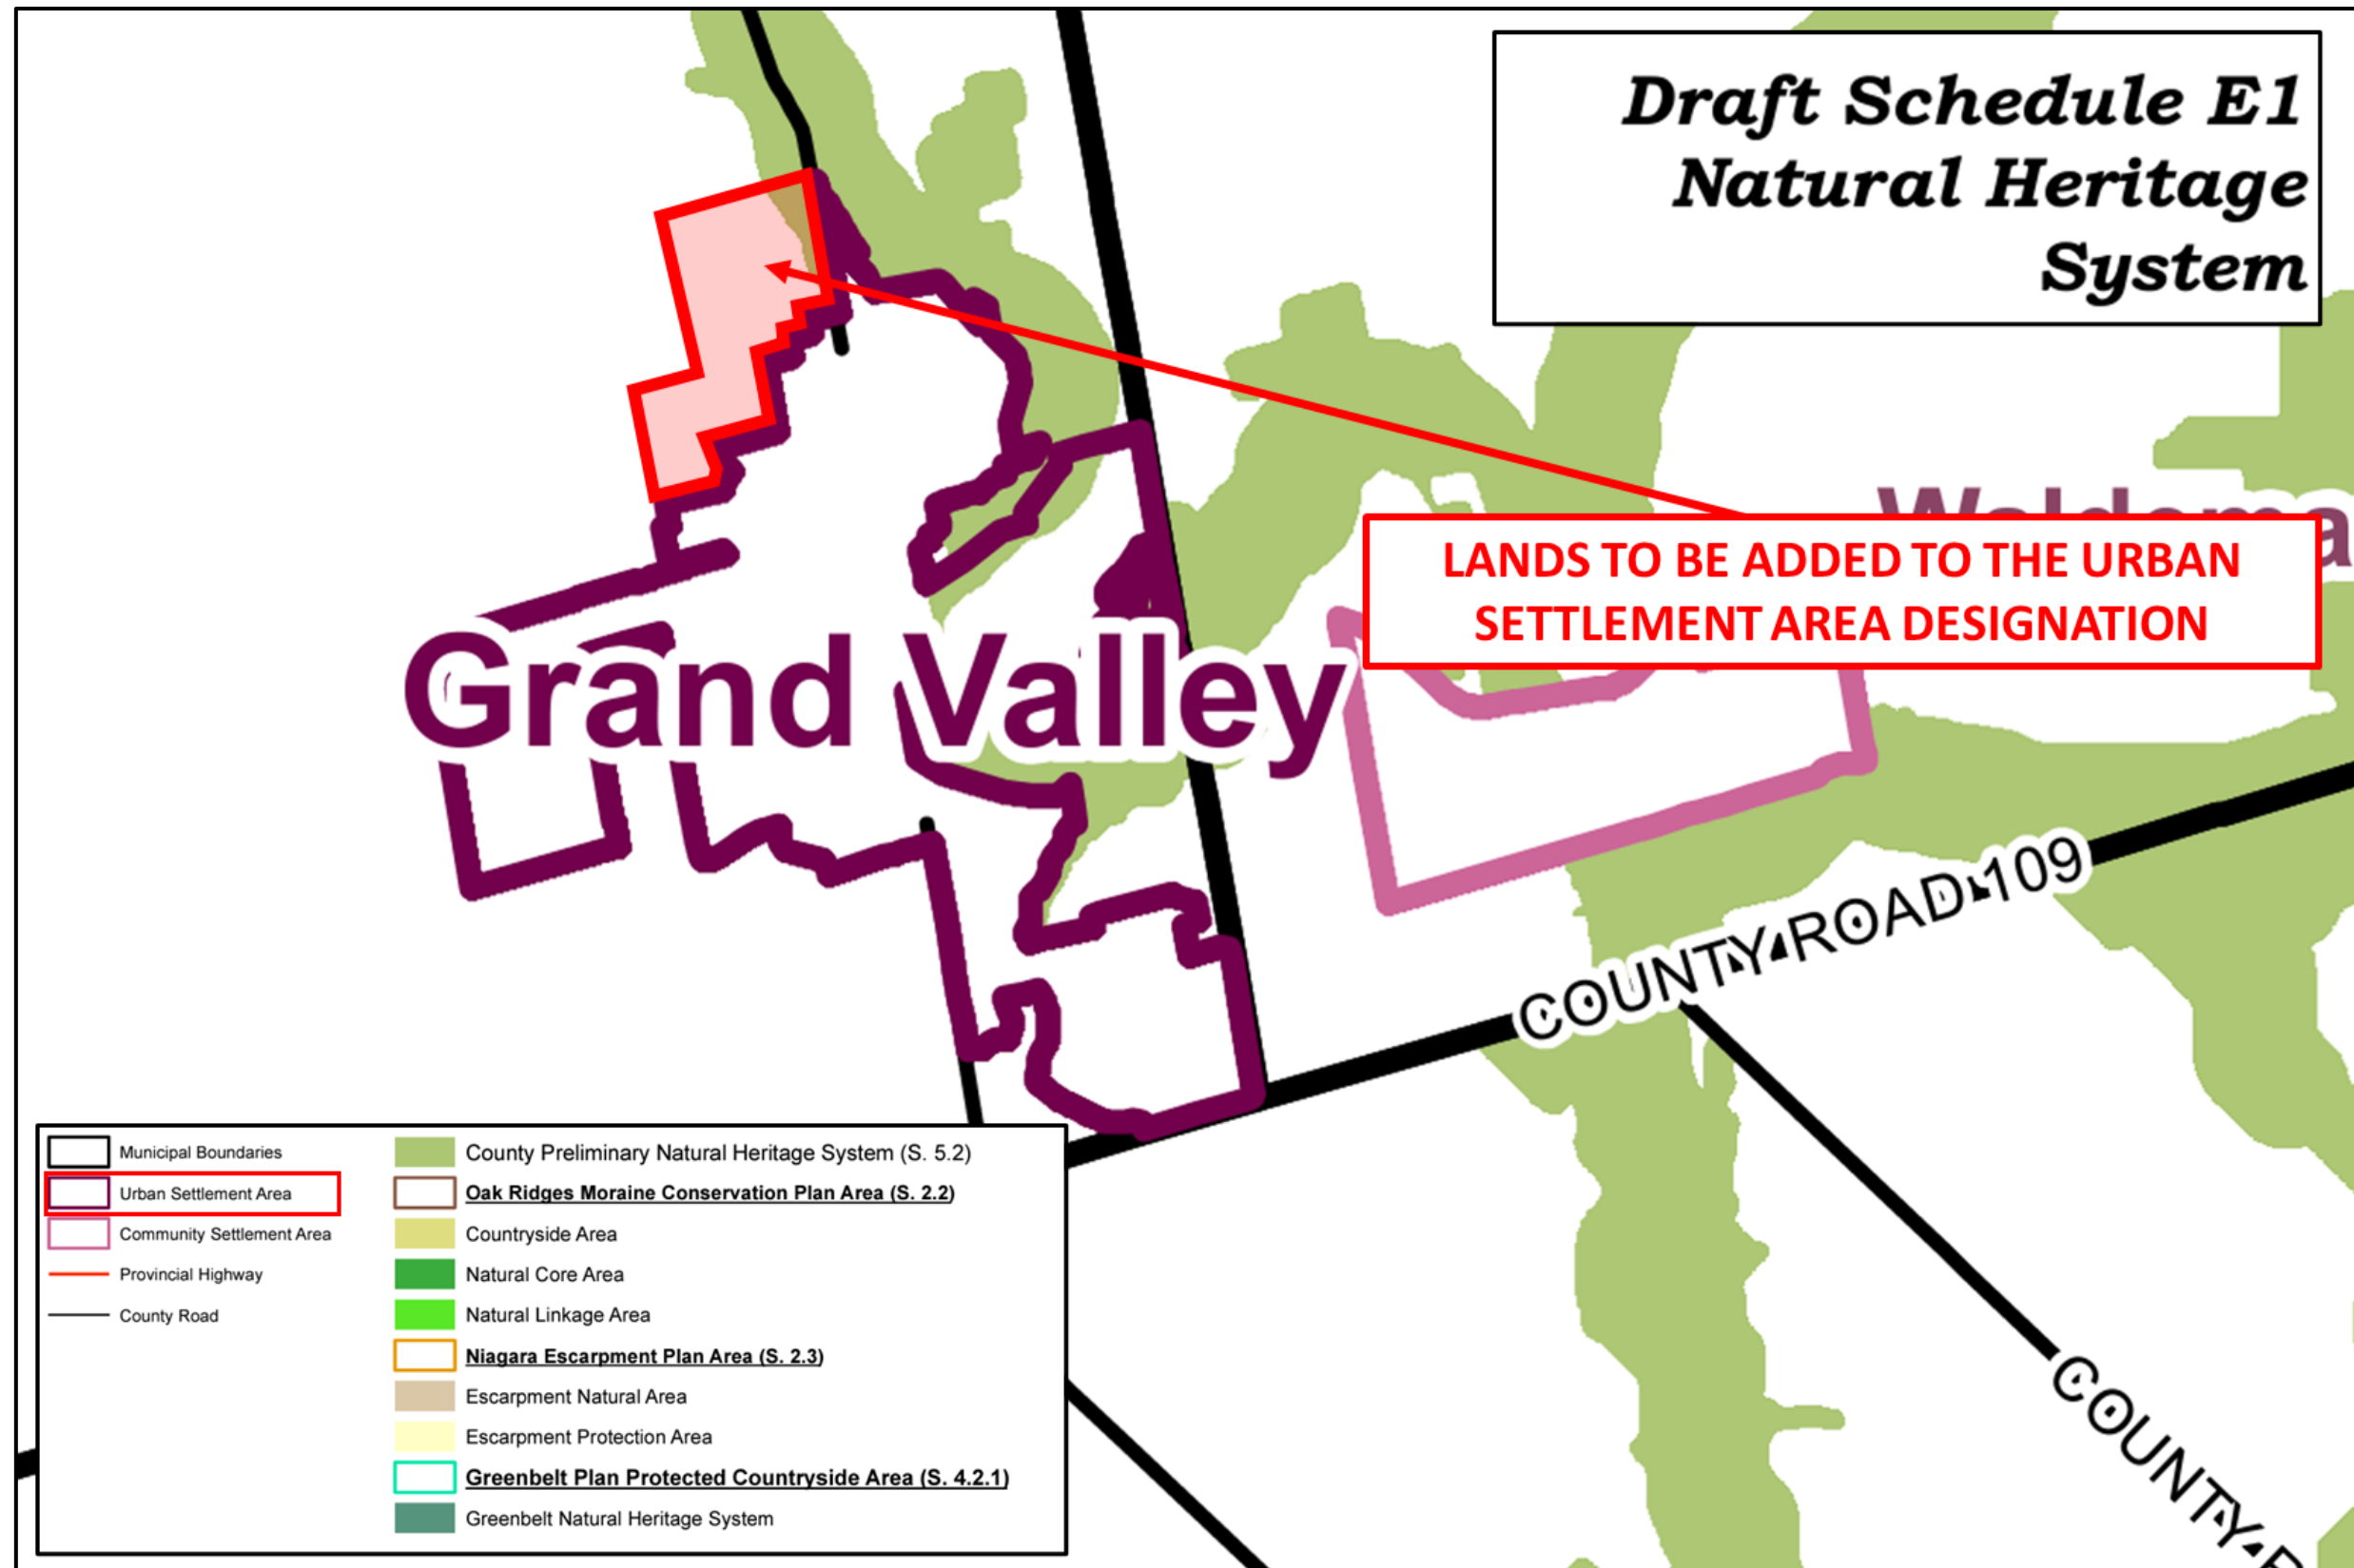 Draft Schedule E1
Natural Heritage
System
LANDS TO BE ADDED TO THE URBAN
SETTLEMENT AREA DESIGNATION
Grand Valley
COUNTY ROAD 109
COUNTY
Municipal Boundaries
Urban Settlement Area
Community Settlement Area
Provincial Highway
County Road
County Preliminary Natural Heritage System (S. 5.2)
Oak Ridges Moraine Conservation Plan Area (S. 2.2)
Countryside Area
Natural Core Area
Natural Linkage Area
Niagara Escarpment Plan Area (S. 2.3)
Escarpment Natural Area
Escarpment Protection Area
Greenbelt Plan Protected Countryside Area (S. 4.2.1)
Greenbelt Natural Heritage System